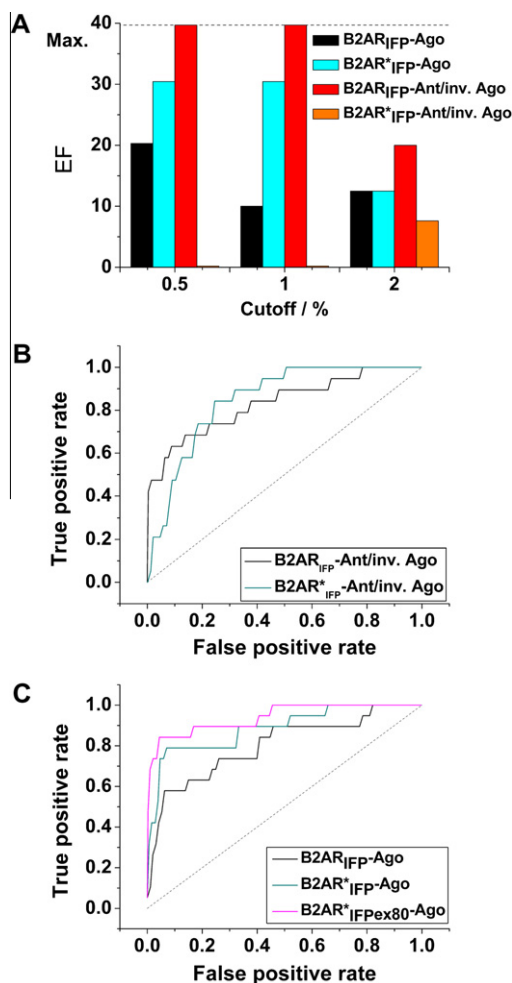 A
Max.
40
30
20
10
0
EF
0.5 1 2
Cutoff / %
B2AR_IFP-Ago
B2AR*_IFP-Ago
B2AR_IFP-Ant/inv. Ago
B2AR*_IFP-Ant/inv. Ago
B
1.0
0.8
0.6
0.4
0.2
0.0
True positive rate
0.0 0.2 0.4 0.6 0.8 1.0
False positive rate
B2AR_IFP-Ant/inv. Ago
B2AR*_IFP-Ant/inv. Ago
C
1.0
0.8
0.6
0.4
0.2
0.0
True positive rate
0.0 0.2 0.4 0.6 0.8 1.0
False positive rate
B2AR_IFP-Ago
B2AR*_IFP-Ago
B2AR*_IFPex80-Ago